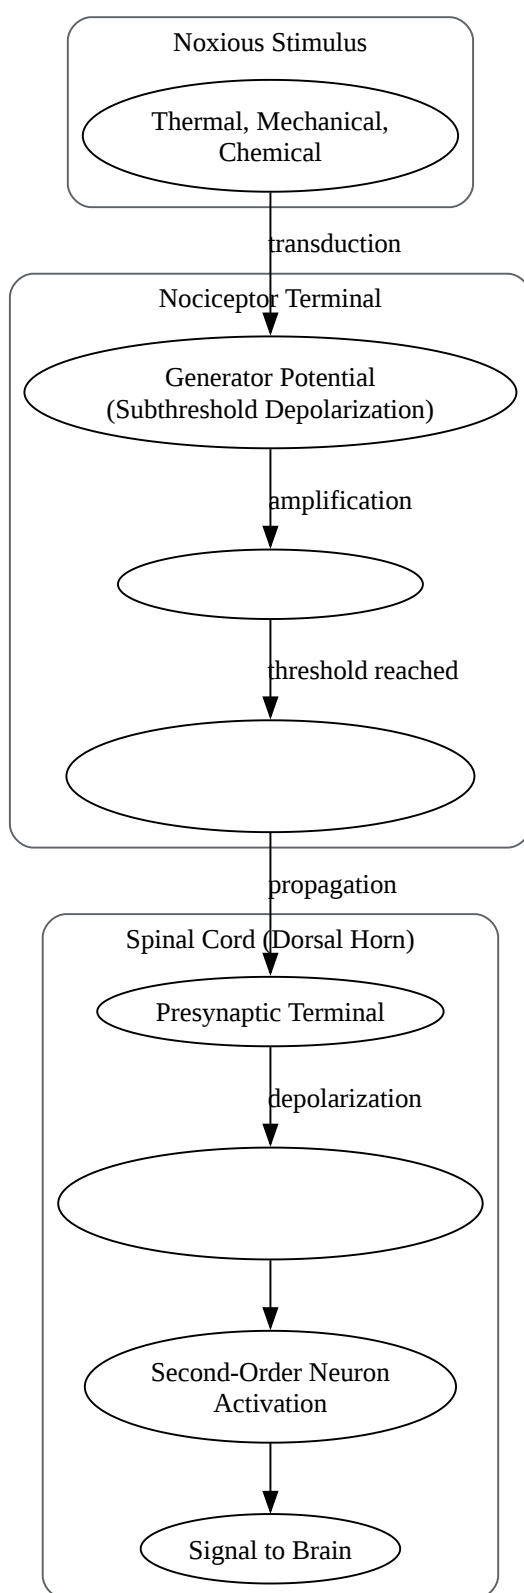 Noxious Stimulus
Thermal, Mechanical,
Chemical
transduction
Nociceptor Terminal
Generator Potential
(Subthreshold Depolarization)
amplification
threshold reached
propagation
Spinal Cord (Dorsal Horn)
Presynaptic Terminal
depolarization
Second-Order Neuron
Activation
Signal to Brain